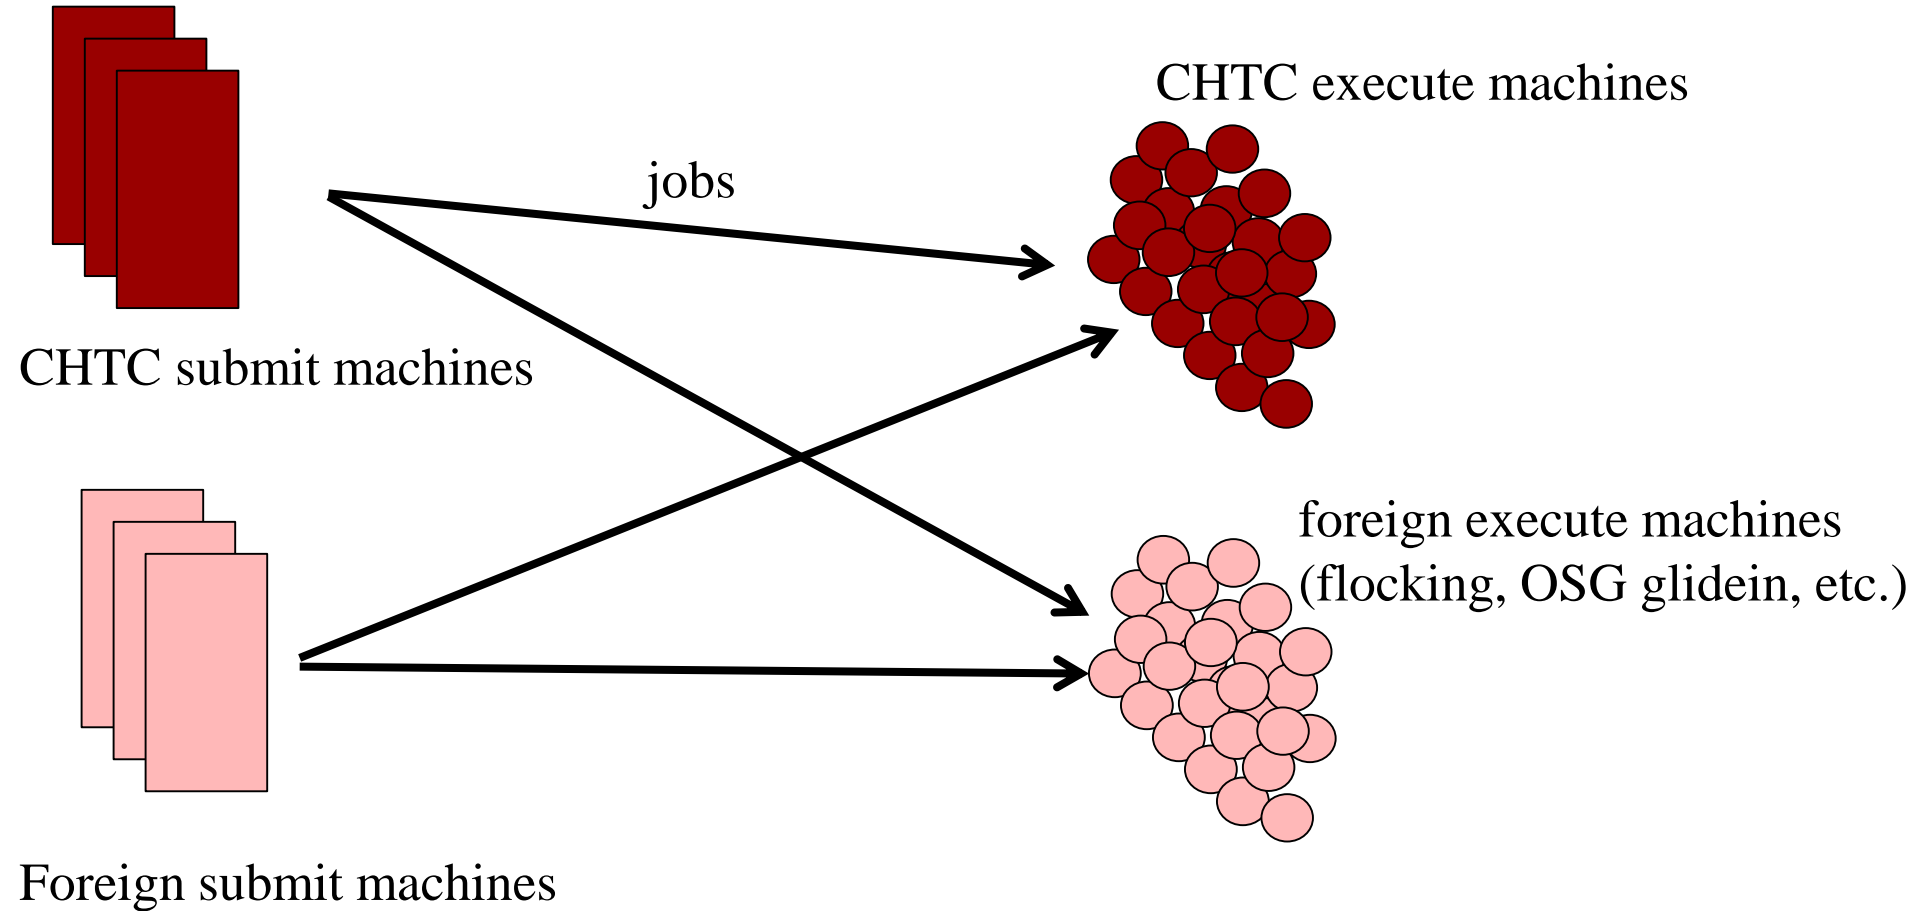 CHTC execute machines
jobs
CHTC submit machines
foreign execute machines
(flocking, OSG glidein, etc.)
Foreign submit machines